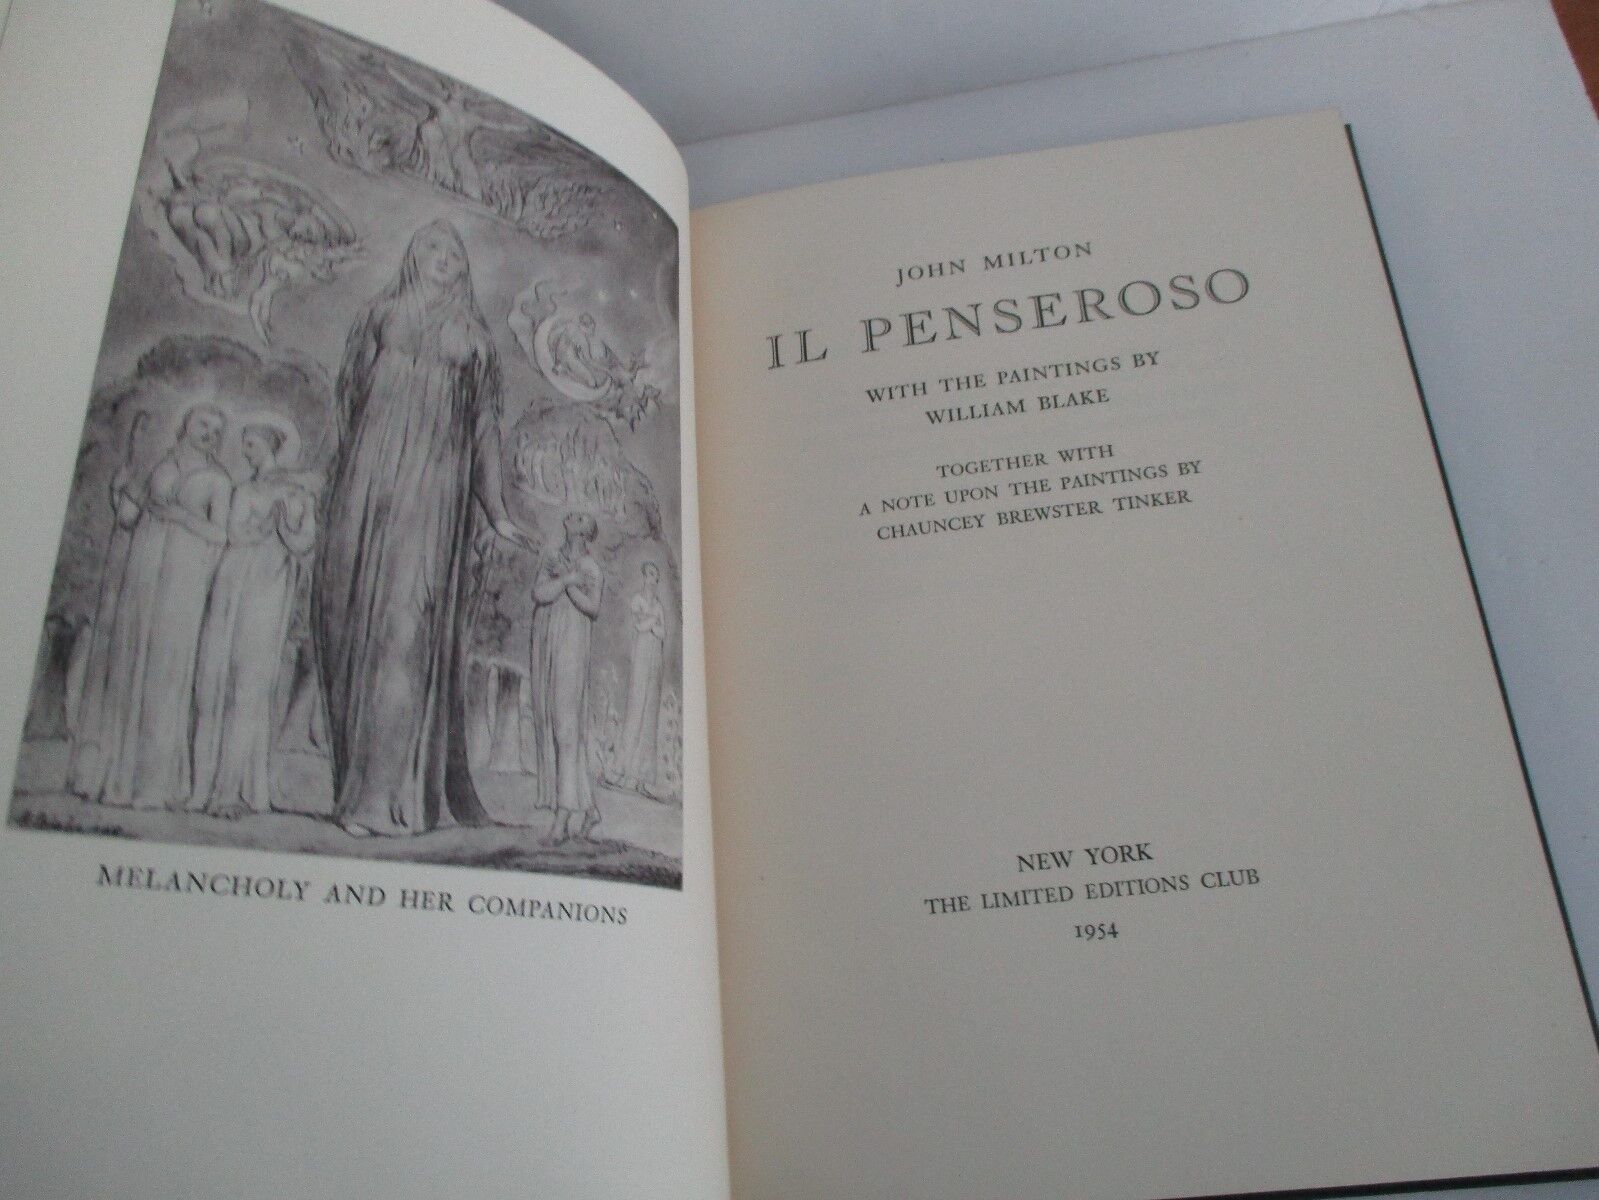 MELANCHOLY AND HER COMPANIONS
JOHN MILTON
IL PENSEROSO
WITH THE PAINTINGS BY
WILLIAM BLAKE
TOGETHER WITH
A NOTE UPON THE PAINTINGS BY
CHAUNCEY BREWSTER TINKER
NEW YORK
THE LIMITED EDITIONS CLUB
1954